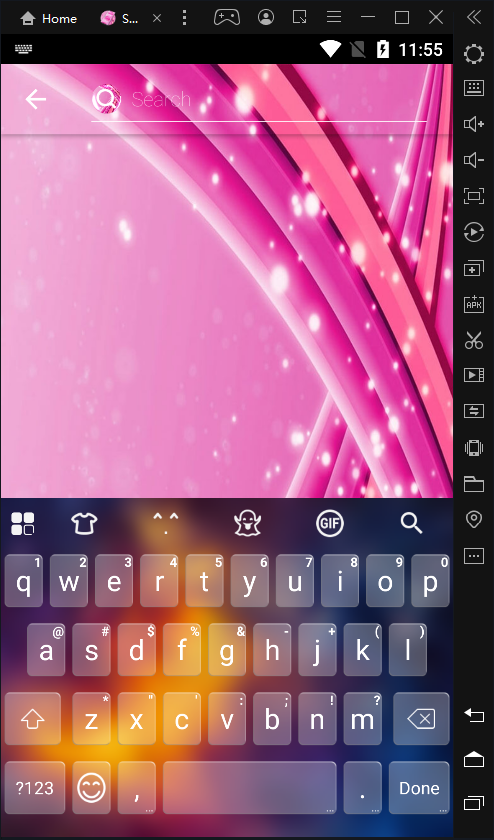 Home S...
11:55
Search
GIF
1 2 3 4 5 6 7 8 9 0
q w e r t y u i o p
@ # $ % & - + ( )
a s d f g h j k l
* " ' : ; ! ?
z x c v b n m
?123 , . Done
APK